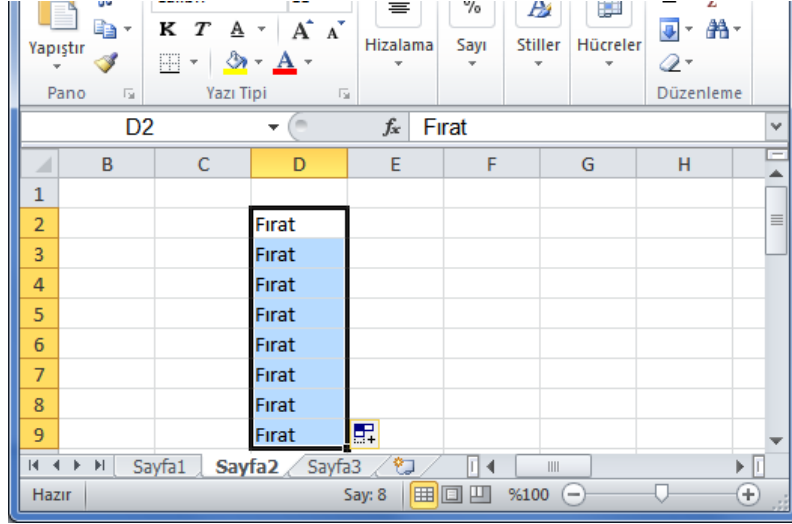 %
Yapıştır
K T A A A
Hizalama Sayı Stiller Hücreler
A
Pano Yazı Tipi Düzenleme
D2 fx Fırat
B C D E F G H
1
2 Fırat
3 Fırat
4 Fırat
5 Fırat
6 Fırat
7 Fırat
8 Fırat
9 Fırat
Sayfa1 Sayfa2 Sayfa3
Hazır Say: 8 %100